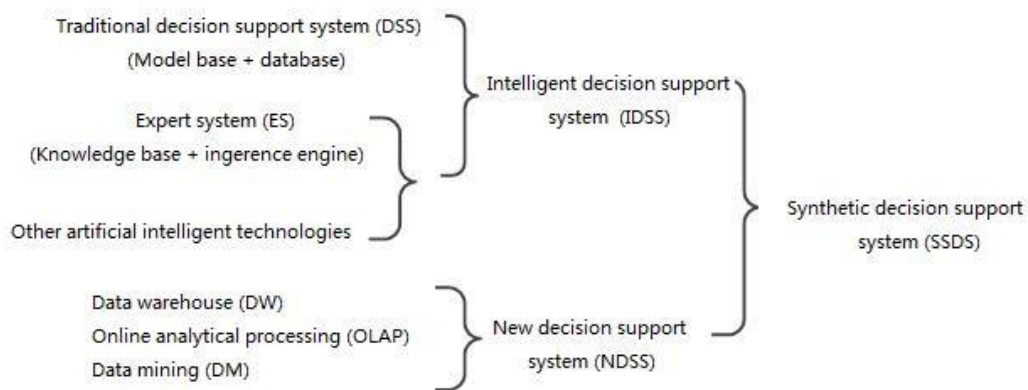 Traditional decision support system (DSS)
(Model base + database)
Intelligent decision support
system (IDSS)
Expert system (ES)
(Knowledge base + ingerence engine)
Other artificial intelligent technologies
Synthetic decision support
system (SSDS)
Data warehouse (DW)
Online analytical processing (OLAP)
Data mining (DM)
New decision support
system (NDSS)